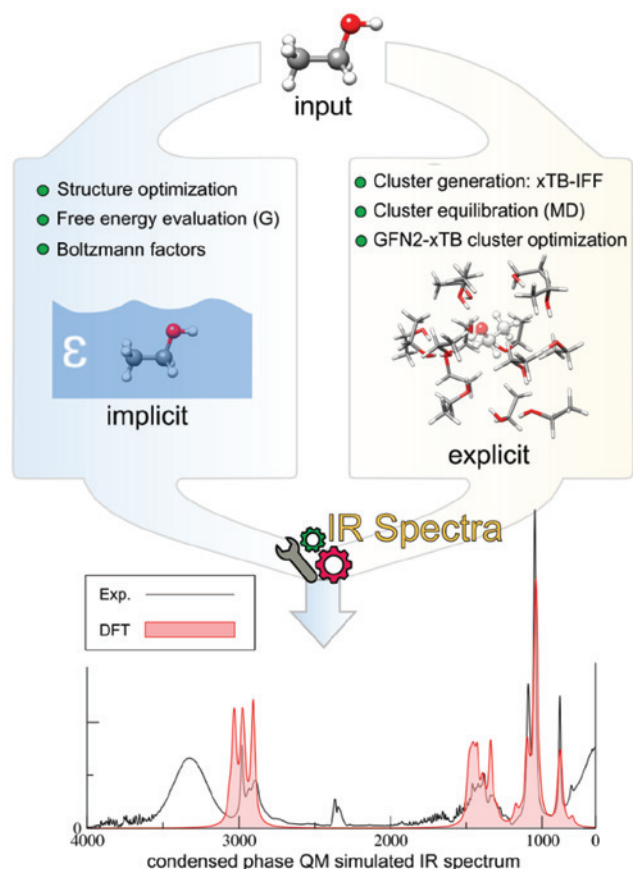 input
Structure optimization
Free energy evaluation (G)
Boltzmann factors
ε
implicit
Cluster generation: xTB-IFF
Cluster equilibration (MD)
GFN2-xTB cluster optimization
explicit
IR Spectra
Exp.
DFT
0
4000 3000 2000 1000 0
condensed phase QM simulated IR spectrum